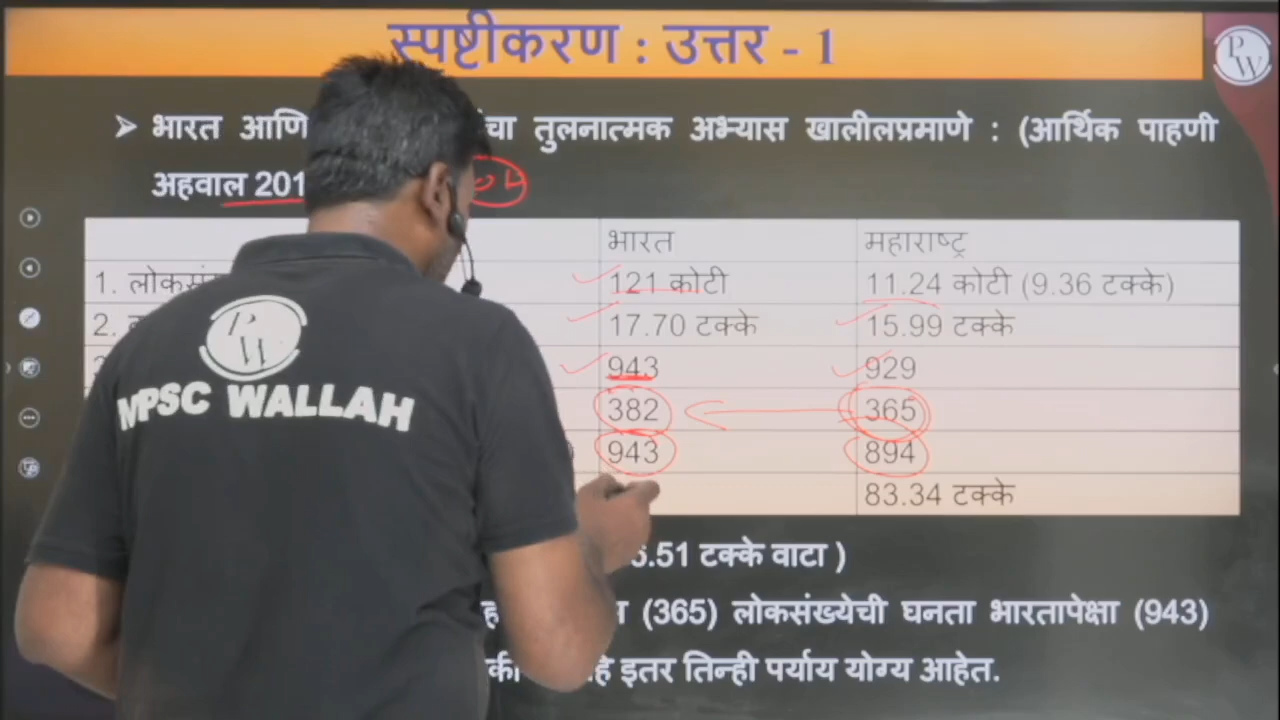 स्पष्टीकरण : उत्तर - 1
PW
➢ भारत आणि तुलनात्मक अभ्यास खालीलप्रमाणे : (आर्थिक पाहणी
अहवाल 201
भारत महाराष्ट्र
1. 121 कोटी 11.24 कोटी (9.36 टक्के)
2. 17.70 टक्के 15.99 टक्के
943 929
382 365
943 894
83.34 टक्के
.51 टक्के वाटा )
(365) लोकसंख्येची घनता भारतापेक्षा (943)
इतर तिन्ही पर्याय योग्य आहेत.
PW
MPSC WALLAH